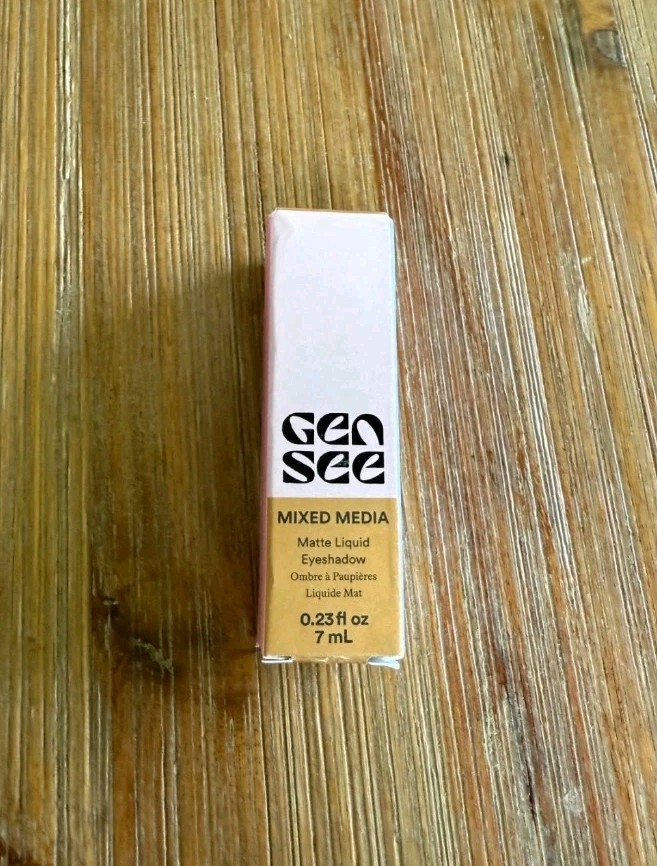 GEN
SEE
MIXED MEDIA
Matte Liquid
Eyeshadow
Ombre à Paupières
Liquide Mat
0.23 fl oz
7 mL